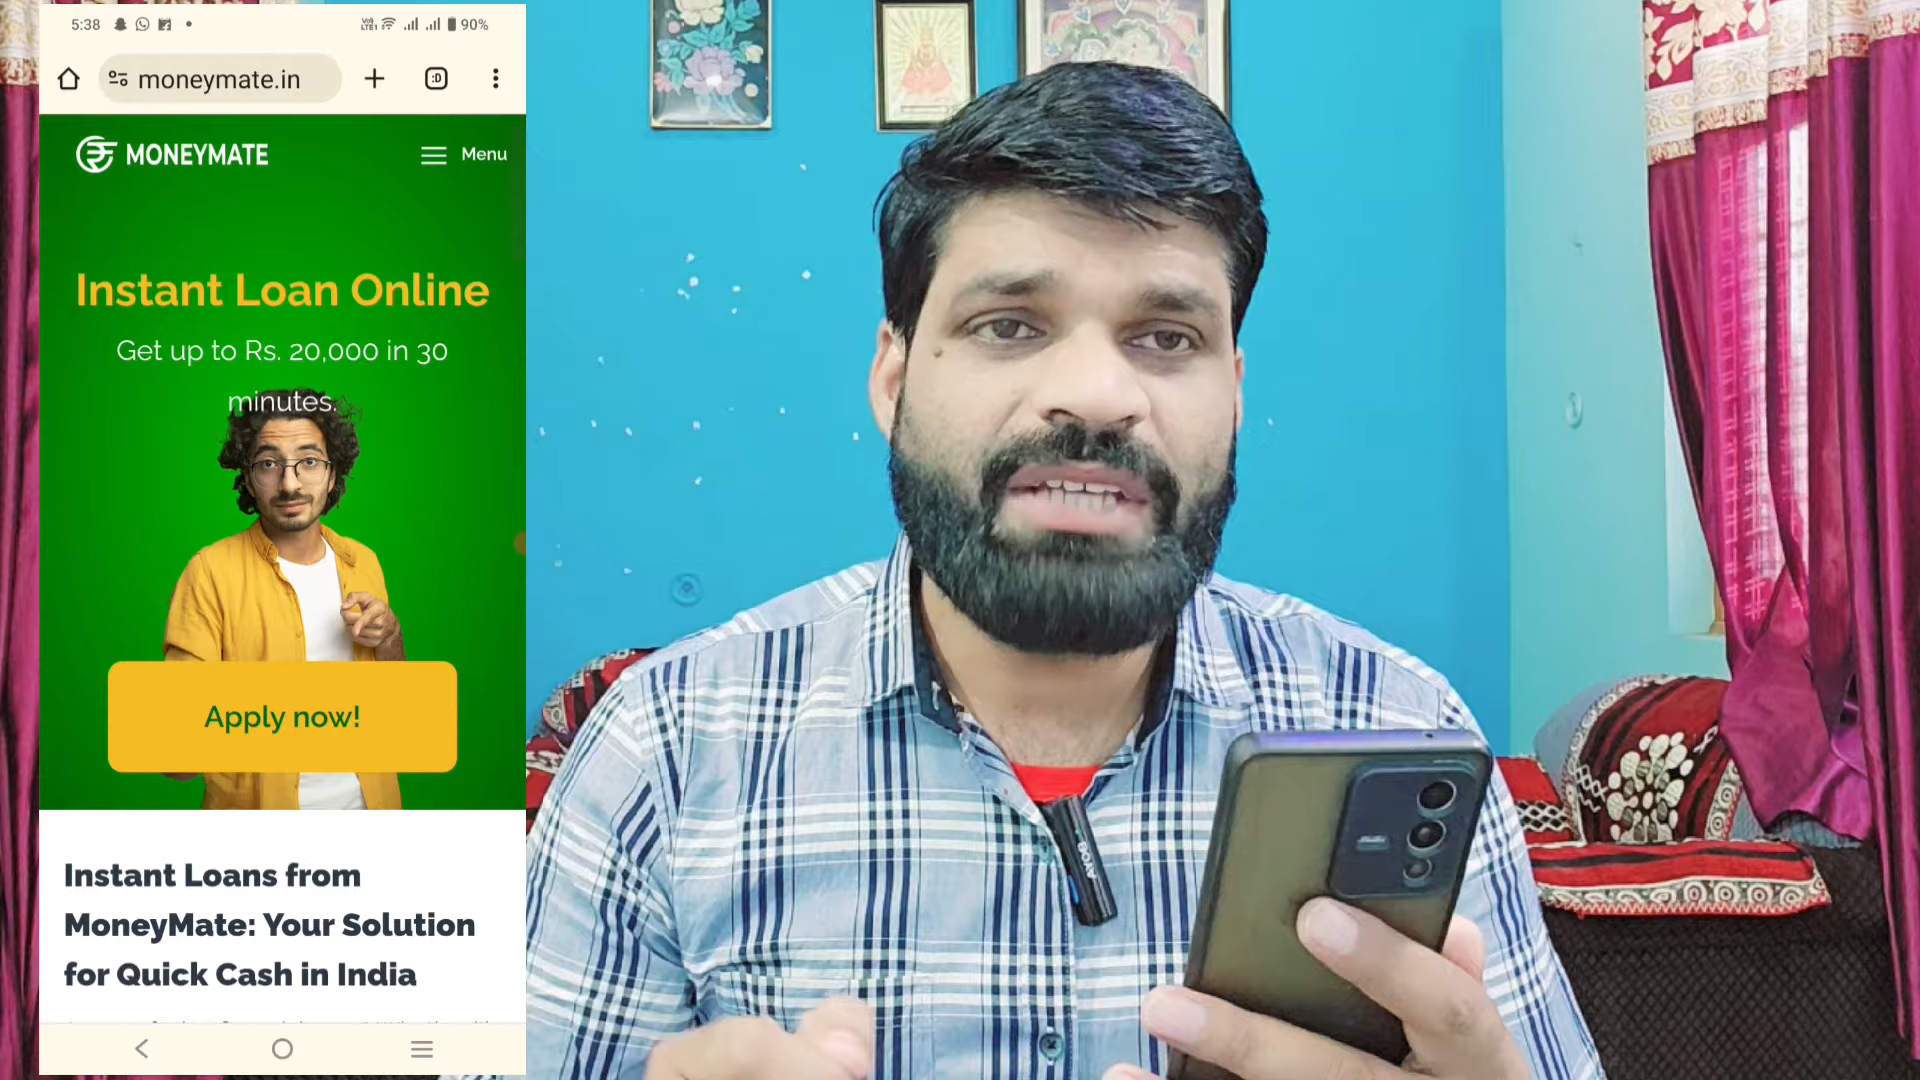 5:38
90%
moneymate.in
:D
MONEYMATE
Menu
Instant Loan Online
Get up to Rs. 20,000 in 30
minutes.
Apply now!
Instant Loans from
MoneyMate: Your Solution
for Quick Cash in India